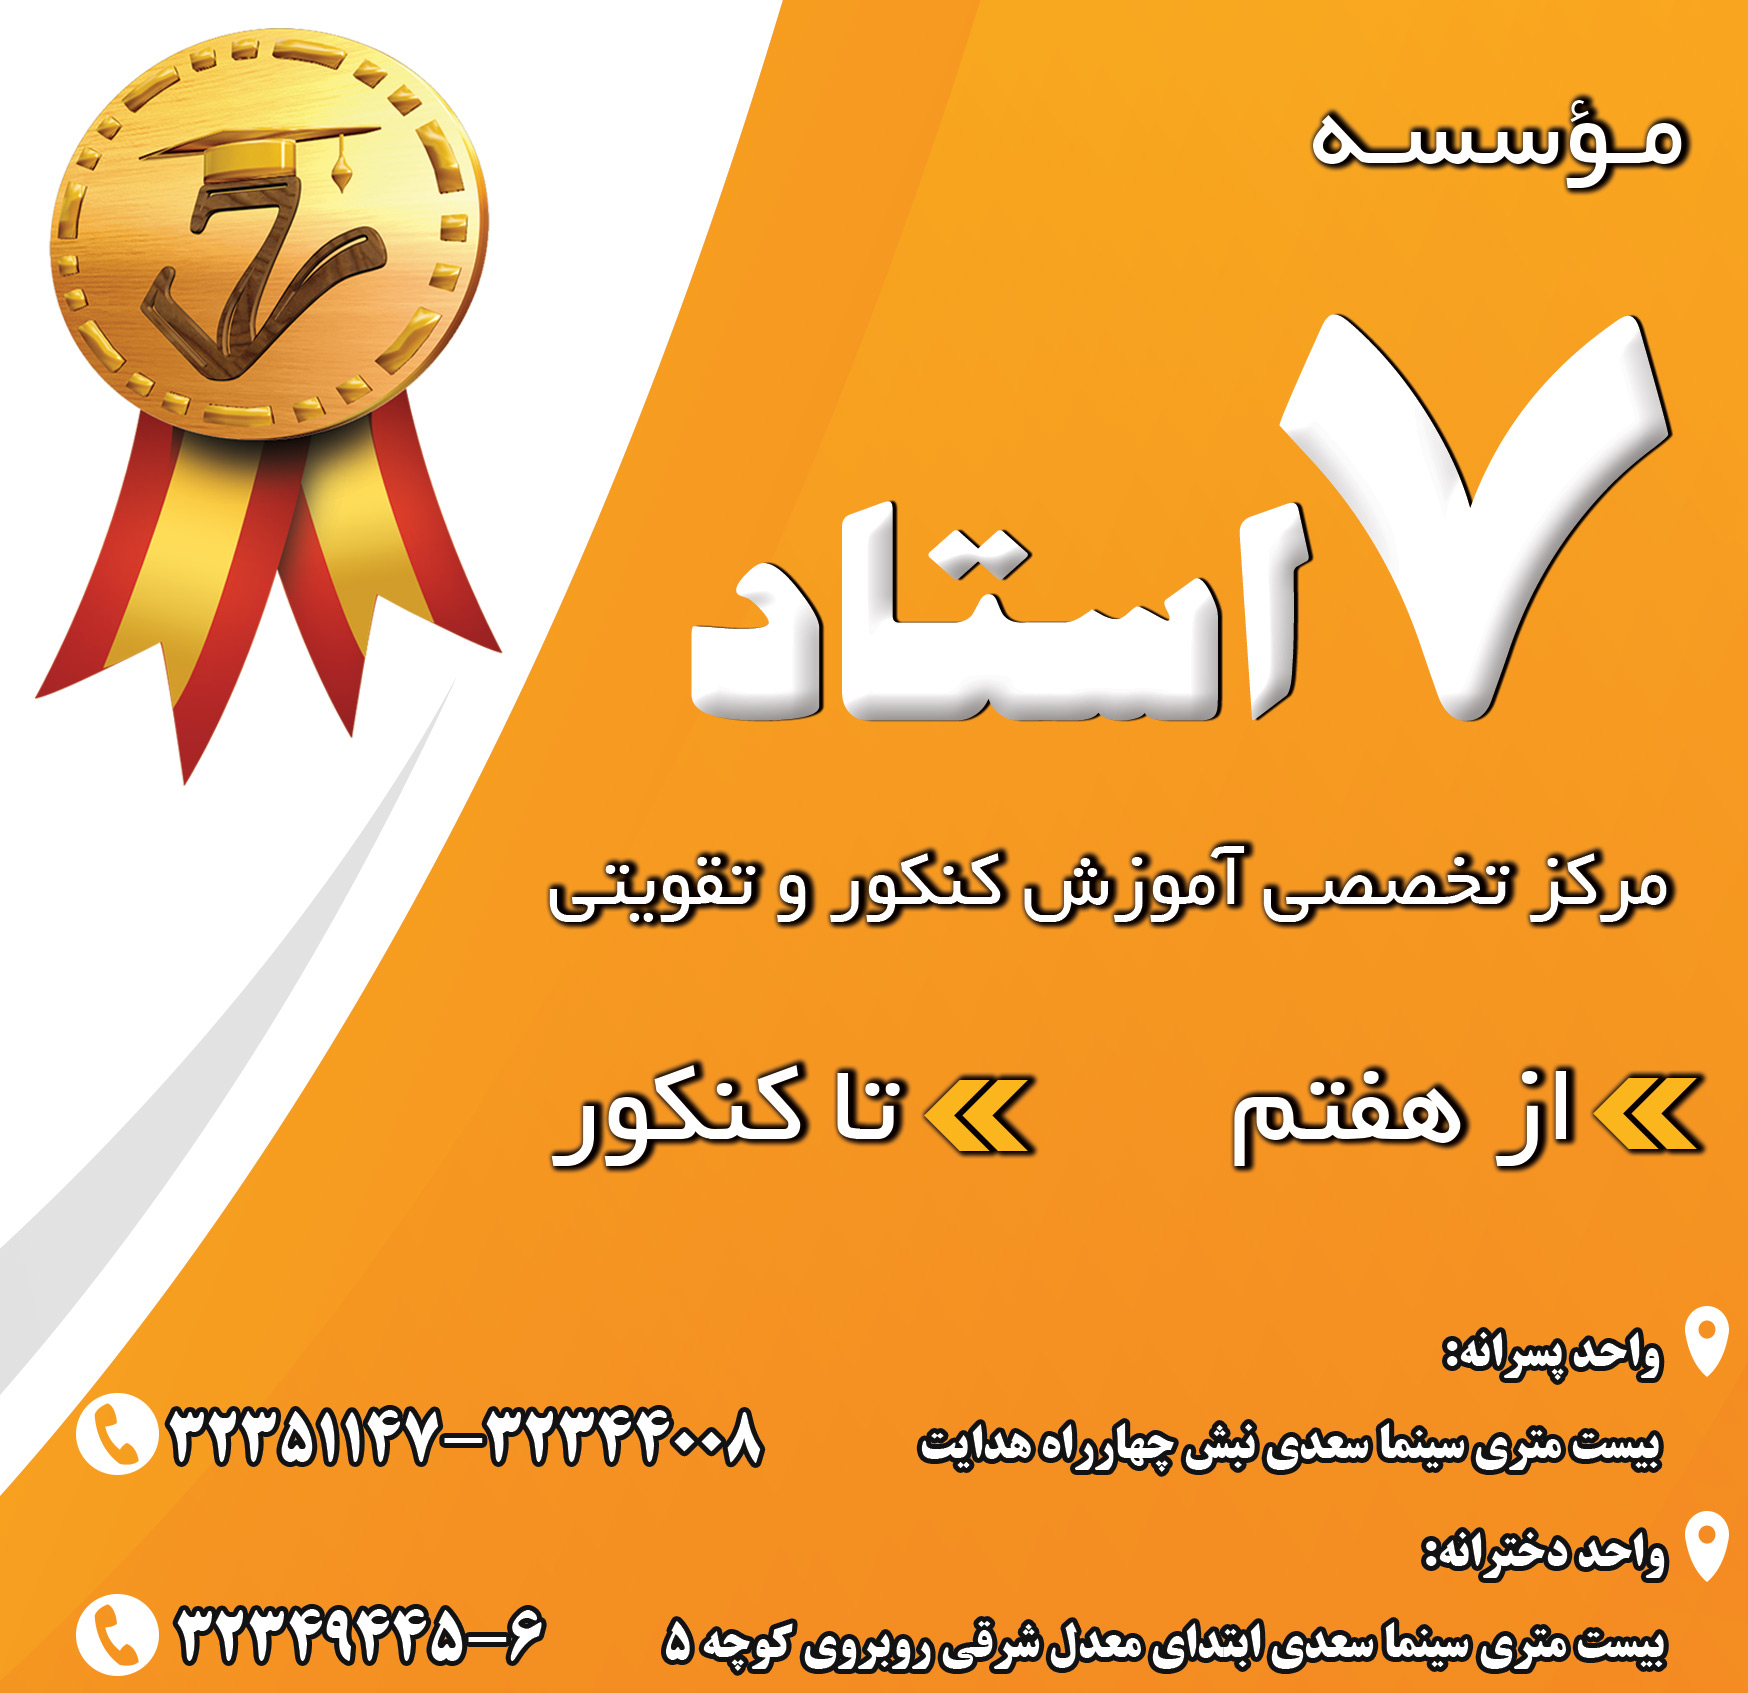 مؤسسه
۷ استاد
مرکز تخصصی آموزش کنکور و تقویتی
از هفتم تا کنکور
واحد پسرانه:
بیست متری سینما سعدی نبش چهارراه هدایت
۳۲۳۵۱۱۴۷-۳۲۳۴۴۰۰۸
واحد دخترانه:
بیست متری سینما سعدی ابتدای معدل شرقی روبروی کوچه ۵
۳۲۳۴۹۴۴۵-۶